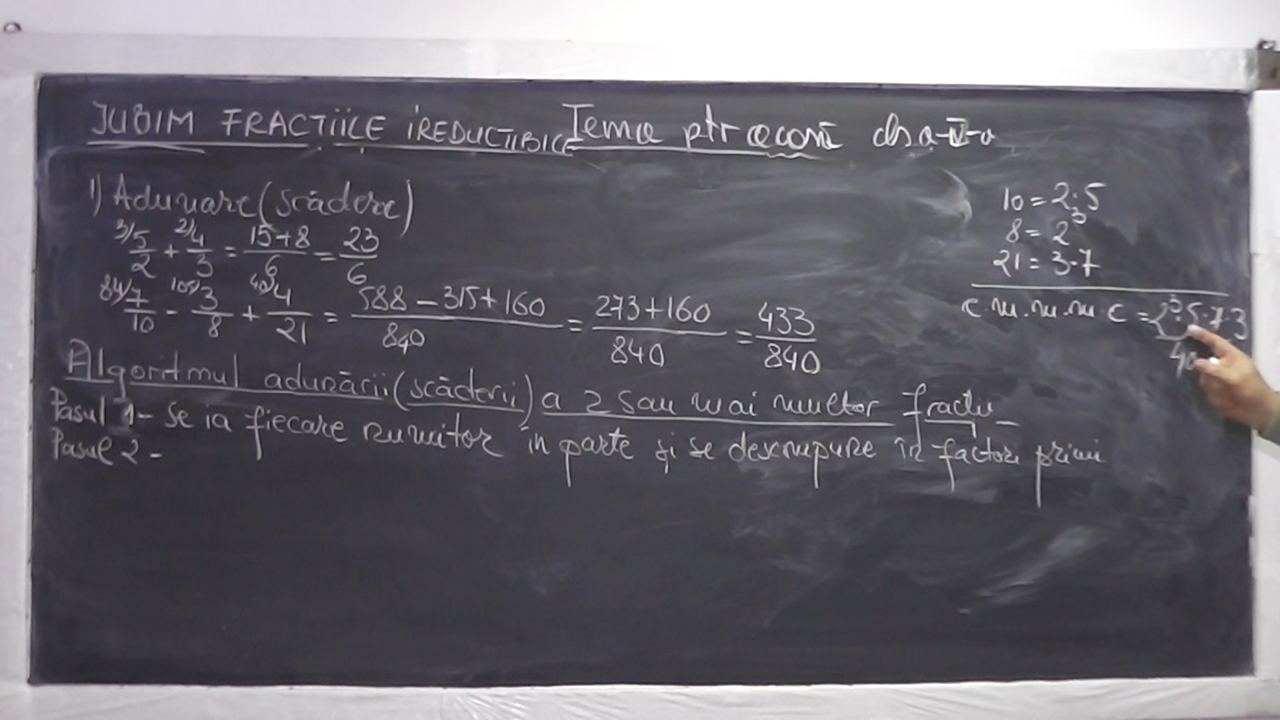 IUBIM FRACȚIILE IREDUCTIBILE Tema ptr acasă cls a-V-a
1) Adunare (scădere)
3/5/2 + 2/4/3 = 15+8/6 = 23/6
84/7/10 - 105/3/8 + 40/4/21 = 588 - 315 + 160/840 = 273 + 160/840 = 433/840
10 = 2·5
8 = 2³
21 = 3·7
c.m.m.m.c = 2³·5·7·3
40
Algoritmul adunării (scăderii) a 2 sau mai multor fracții
Pasul 1 - Se ia fiecare numitor în parte și se descompune în factori primi
Pasul 2 -